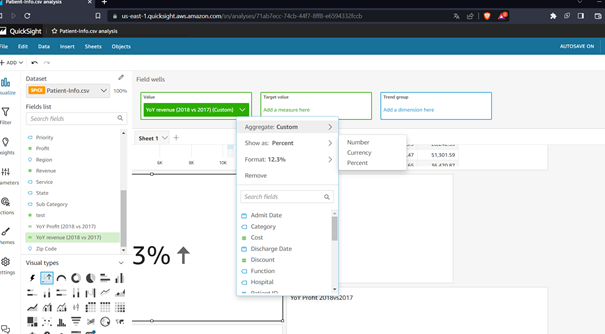 Patient-Info.csv analysis
us-east-1.quicksight.aws.amazon.com/sn/analyses/71ab7ecc-74cb-44f7-8ff8-e6594332fccb
QuickSight
Patient-Info.csv analysis
File Edit Data Insert Sheets Objects
AUTOSAVE ON
ADD
Dataset
SPICE Patient-Info.csv 100%
Fields list
Search fields
Priority
Profit
Region
Revenue
Service
State
Sub Category
test
YoY Profit (2018 vs 2017)
YoY revenue (2018 vs 2017)
Zip Code
Visual types
Field wells
Value
YoY revenue (2018 vs 2017) (Custom)
Target value
Add a measure here
Trend group
Add a dimension here
Sheet 1
6K 8K 10K
3%
Aggregate: Custom
Show as: Percent
Format: 12.3%
Remove
Search fields
Admit Date
Category
Cost
Discharge Date
Discount
Function
Hospital
Patient ID
Number
Currency
Percent
47 $1,301.59
YoY Profit 2018vs2017